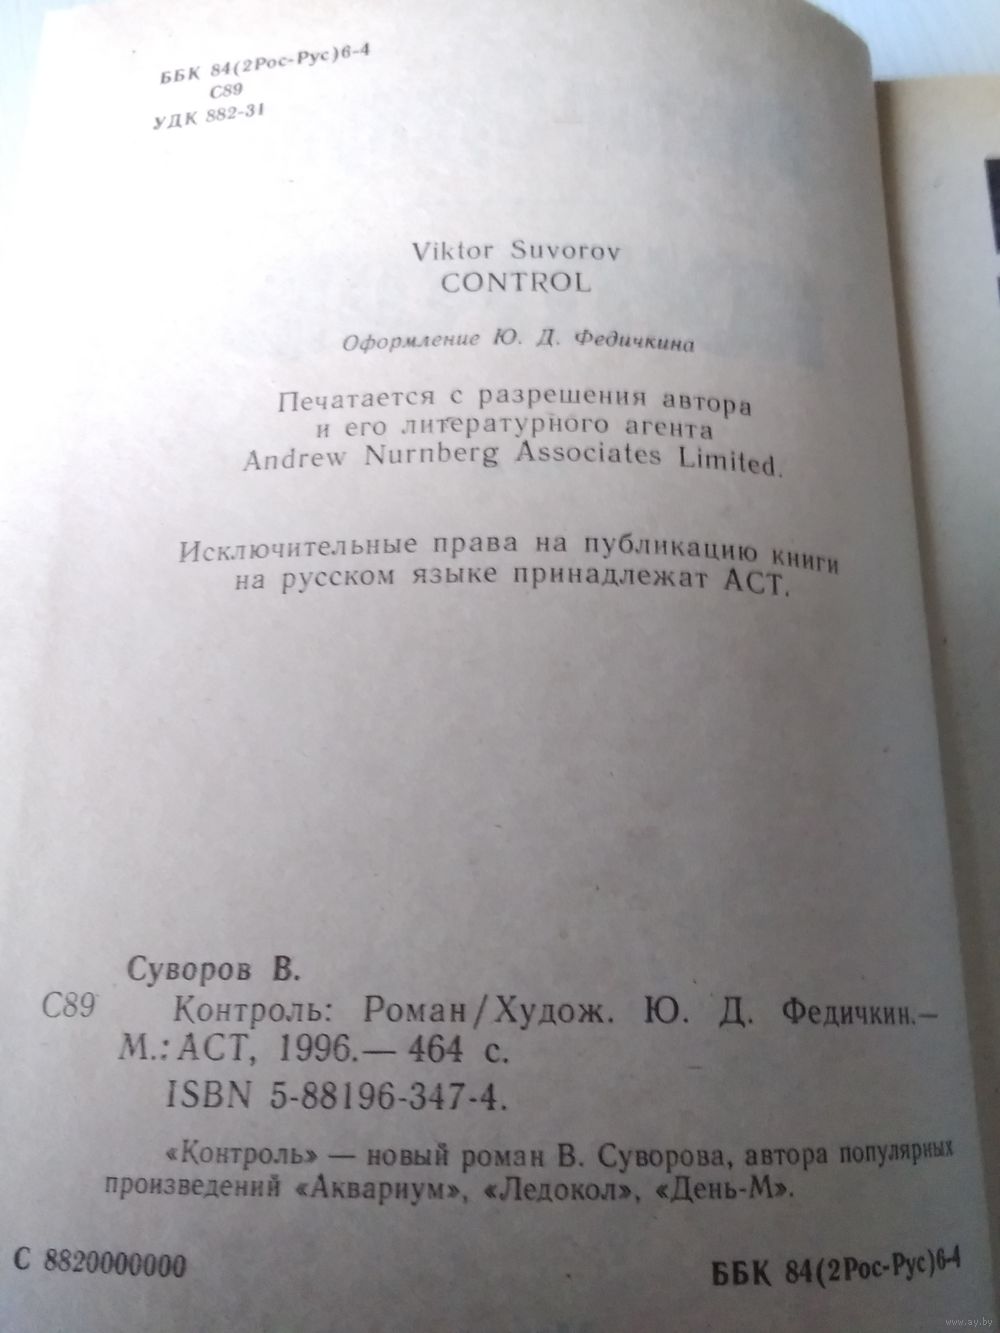 ББК 84(2Рос-Рус)6-4
С89
УДК 882-31
Viktor Suvorov
CONTROL
Оформление Ю. Д. Федичкина
Печатается с разрешения автора
и его литературного агента
Andrew Nurnberg Associates Limited.
Исключительные права на публикацию книги
на русском языке принадлежат АСТ.
Суворов В.
С89 Контроль: Роман/Худож. Ю. Д. Федичкин.—
М.: АСТ, 1996.— 464 с.
ISBN 5-88196-347-4.
«Контроль» — новый роман В. Суворова, автора популярных
произведений «Аквариум», «Ледокол», «День-М».
С 8820000000
ББК 84(2Рос-Рус)6-4
www.ay.by